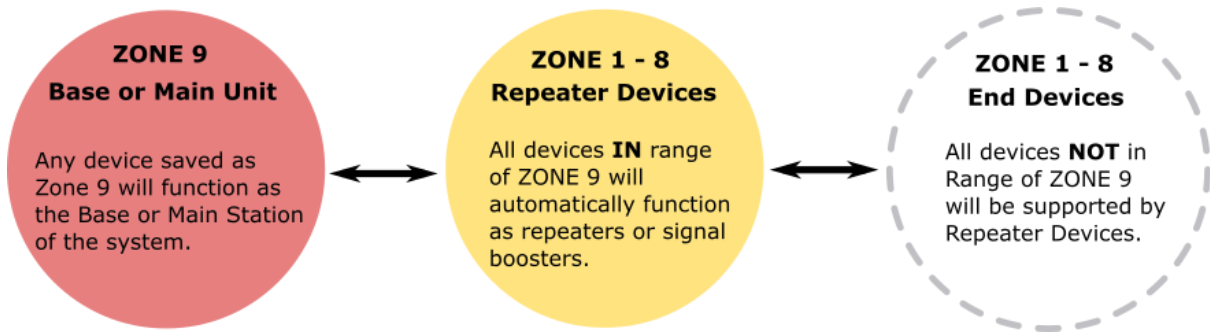 ZONE 9
Base or Main Unit
Any device saved as
Zone 9 will function as
the Base or Main Station
of the system.
ZONE 1 - 8
Repeater Devices
All devices IN range
of ZONE 9 will
automatically function
as repeaters or signal
boosters.
ZONE 1 - 8
End Devices
All devices NOT in
Range of ZONE 9
will be supported by
Repeater Devices.